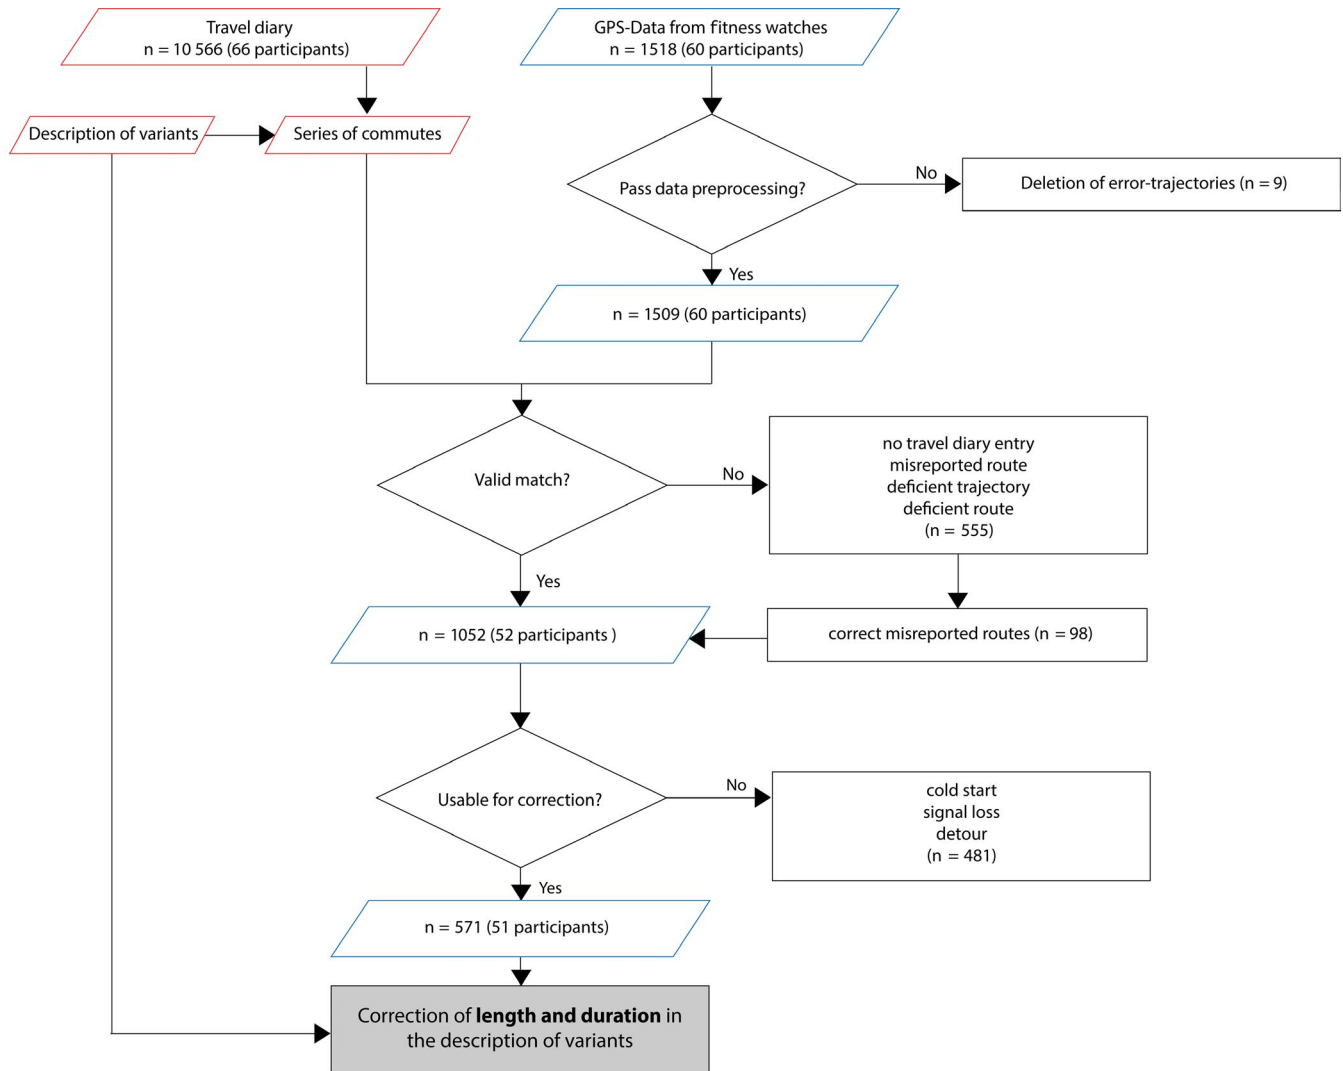 Travel diary
n = 10 566 (66 participants)
GPS-Data from fitness watches
n = 1518 (60 participants)
Description of variants
Series of commutes
Pass data preprocessing?
No
Deletion of error-trajectories (n = 9)
Yes
n = 1509 (60 participants)
Valid match?
No
no travel diary entry
misreported route
deficient trajectory
deficient route
(n = 555)
Yes
n = 1052 (52 participants )
correct misreported routes (n = 98)
Usable for correction?
No
cold start
signal loss
detour
(n = 481)
Yes
n = 571 (51 participants)
Correction of length and duration in
the description of variants